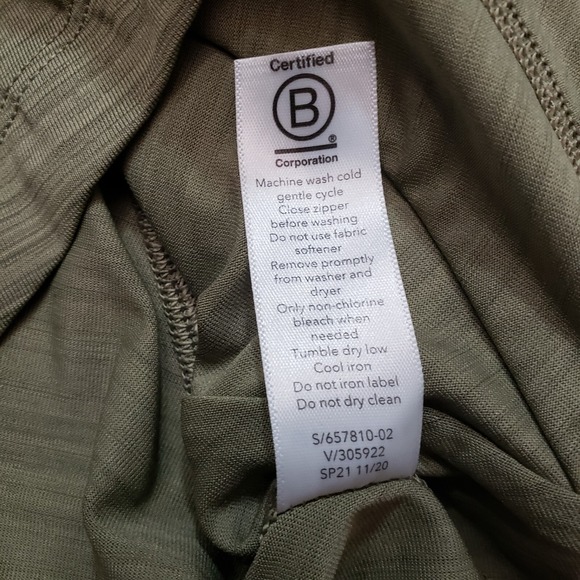 Certified
B
®
Corporation
Machine wash cold
gentle cycle
Close zipper
before washing
Do not use fabric
softener
Remove promptly
from washer and
dryer
Only non-chlorine
bleach when
needed
Tumble dry low
Cool iron
Do not iron label
Do not dry clean
S/657810-02
V/305922
SP21 11/20